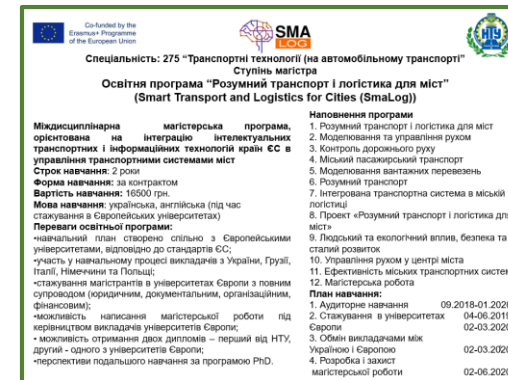 Co-funded by the
Erasmus+ Programme
of the European Union
SMA
LOG
Спеціальність: 275 “Транспортні технології (на автомобільному транспорті”
Ступінь магістра
Освітня програма “Розумний транспорт і логістика для міст”
(Smart Transport and Logistics for Cities (SmaLog))
Міждисциплінарна магістерська програма,
орієнтована на інтеграцію інтелектуальних
транспортних і інформаційних технологій країн ЄС в
управління транспортними системами міст
Строк навчання: 2 роки
Форма навчання: за контрактом
Вартість навчання: 16500 грн.
Мова навчання: українська, англійська (під час
стажування в Європейських університетах)
Переваги освітньої програми:
•навчальний план створено спільно з Європейськими
університетами, відповідно до стандартів ЄС;
•участь у навчальному процесі викладачів з України, Грузії,
Італії, Німеччини та Польщі;
•стажування магістрантів в університетах Європи з повним
супроводом (юридичним, документальним, організаційним,
фінансовим);
•можливість написання магістерської роботи під
керівництвом викладачів університетів Європи;
• можливість отримання двох дипломів – перший від НТУ,
другий - одного з університетів Європи;
•перспективи подальшого навчання за програмою PhD.
Наповнення програми
1. Розумний транспорт і логістика для міст
2. Моделювання та управління рухом
3. Контроль дорожнього руху
4. Міський пасажирський транспорт
5. Моделювання вантажних перевезень
6. Розумний транспорт
7. Інтегрована транспортна система в міській
логістиці
8. Проект «Розумний транспорт і логістика для
міст»
9. Людський та екологічний вплив, безпека та
сталий розвиток
10. Управління рухом у центрі міста
11. Ефективність міських транспортних систем
12. Магістерська робота
План навчання:
1. Аудиторне навчання 09.2018-01.2020
2. Стажування в університетах 04-06.2019
Європи 02-03.2020
3. Обмін викладачами між
Україною і Європою 02-03.2020
4. Розробка і захист
магістерської роботи 02-06.2020